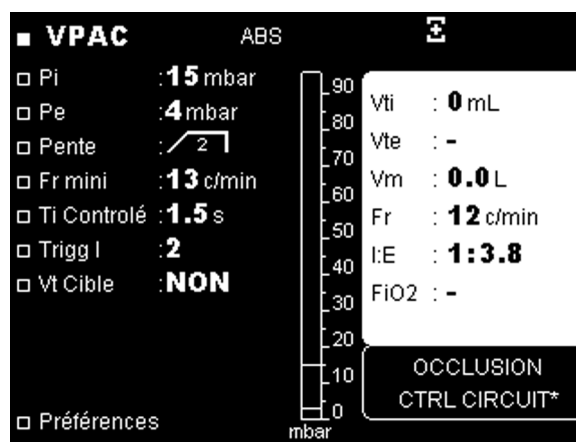 VPAC ABS
Pi :15 mbar
Pe :4 mbar
Pente : 2
Fr mini :13 c/min
Ti Controlé :1.5 s
Trigg I :2
Vt Cible :NON
Préférences
90
80
70
60
50
40
30
20
10
0
mbar
Vti : 0 mL
Vte : -
Vm : 0.0 L
Fr : 12 c/min
I:E : 1:3.8
FiO2 : -
OCCLUSION
CTRL CIRCUIT*